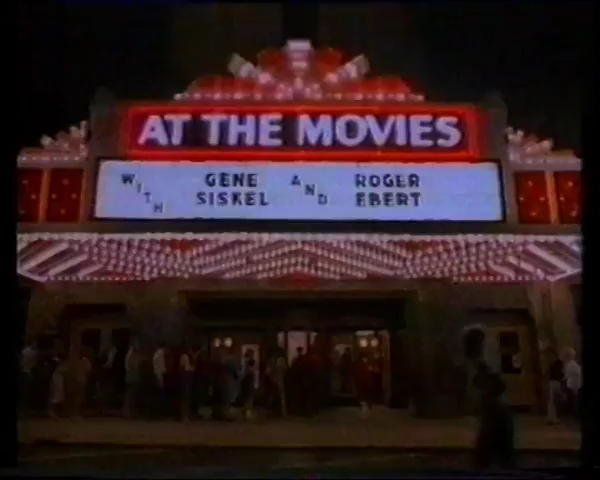 AT THE MOVIES
WITH GENE AND ROGER
SISKEL EBERT